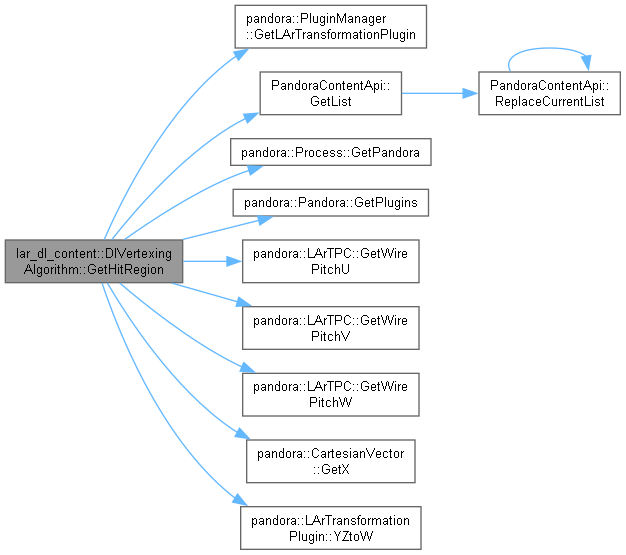 pandora::PluginManager
::GetLArTransformationPlugin
PandoraContentApi::
GetList
PandoraContentApi::
ReplaceCurrentList
pandora::Process::GetPandora
pandora::Pandora::GetPlugins
lar_dl_content::DlVertexing
Algorithm::GetHitRegion
pandora::LArTPC::GetWire
PitchU
pandora::LArTPC::GetWire
PitchV
pandora::LArTPC::GetWire
PitchW
pandora::CartesianVector
::GetX
pandora::LArTransformation
Plugin::YZtoW